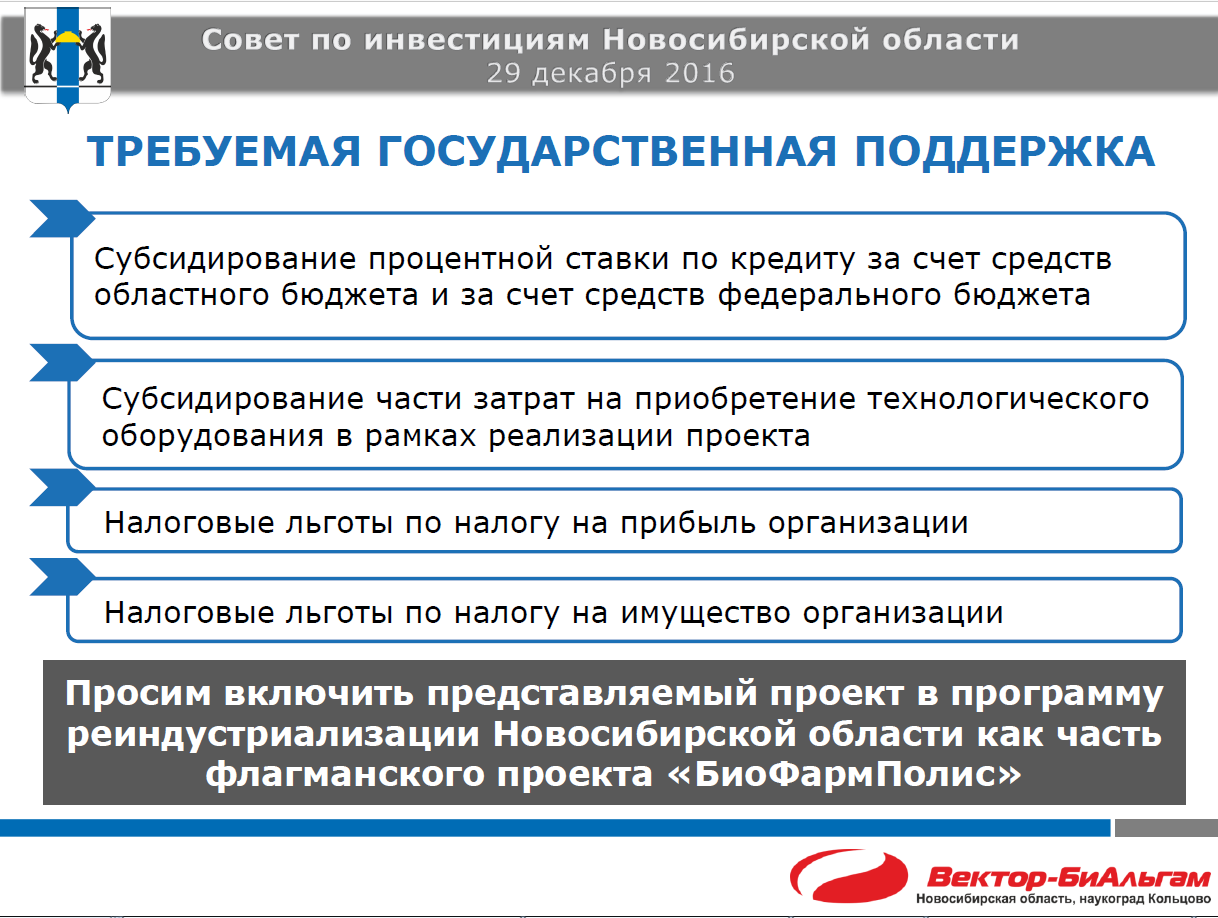 Совет по инвестициям Новосибирской области
29 декабря 2016
ТРЕБУЕМАЯ ГОСУДАРСТВЕННАЯ ПОДДЕРЖКА
Субсидирование процентной ставки по кредиту за счет средств
областного бюджета и за счет средств федерального бюджета
Субсидирование части затрат на приобретение технологического
оборудования в рамках реализации проекта
Налоговые льготы по налогу на прибыль организации
Налоговые льготы по налогу на имущество организации
Просим включить представляемый проект в программу
реиндустриализации Новосибирской области как часть
флагманского проекта «БиоФармПолис»
Вектор-БиАльгам
Новосибирская область, наукоград Кольцово